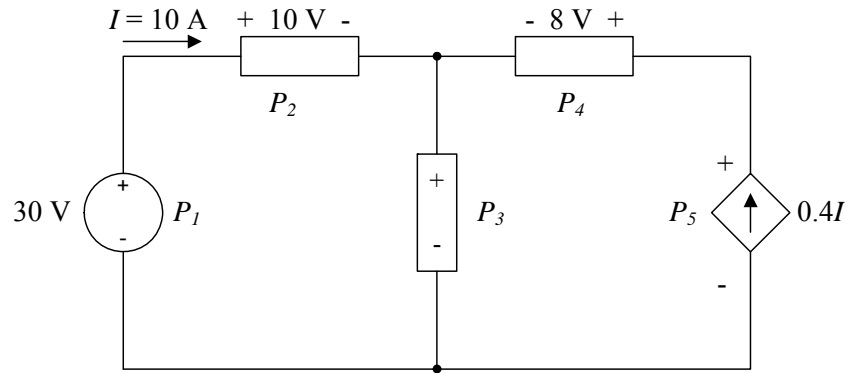 I = 10 A + 10 V - - 8 V +
P2 P4
+
30 V + - P1 + - P3 P5 0.4I
-